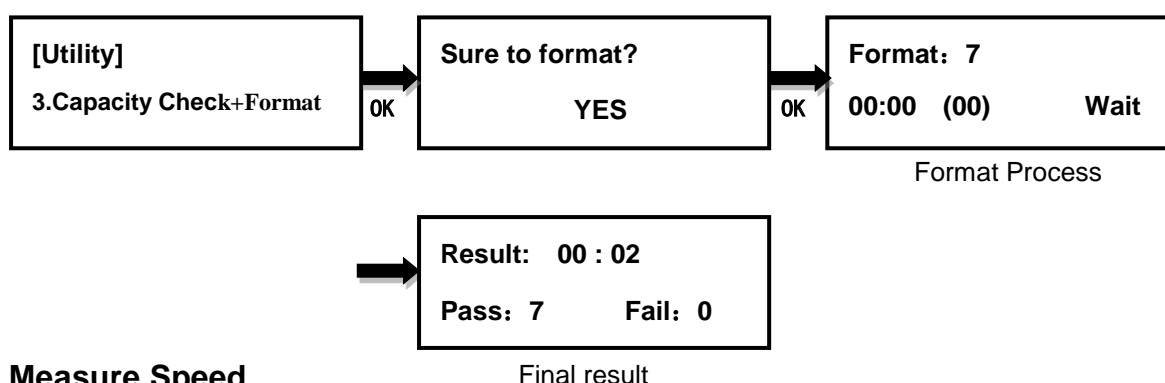 [Utility]
3.Capacity Check+Format
OK
Sure to format?
YES
OK
Format：7
00:00 (00) Wait
Format Process
Result: 00 : 02
Pass：7 Fail：0
Final result
Measure Speed